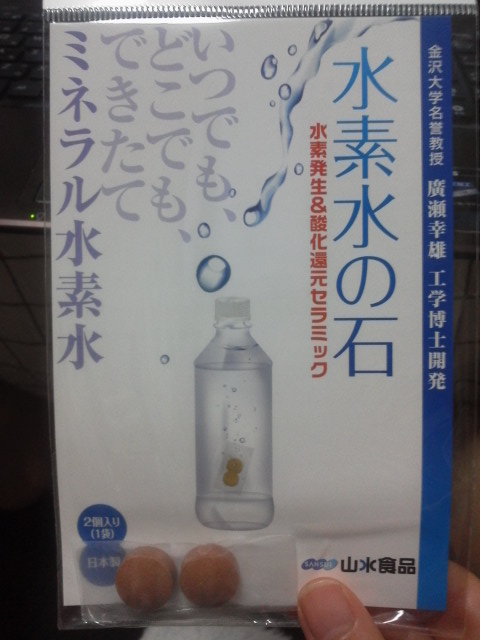 金沢大学名誉教授 廣瀬幸雄 工学博士開発
水素水の石
水素発生&酸化還元セラミック
いつでも、
どこでも、
できたて
ミネラル水素水
2個入り
(1袋)
日本製
SANSUI 山水食品